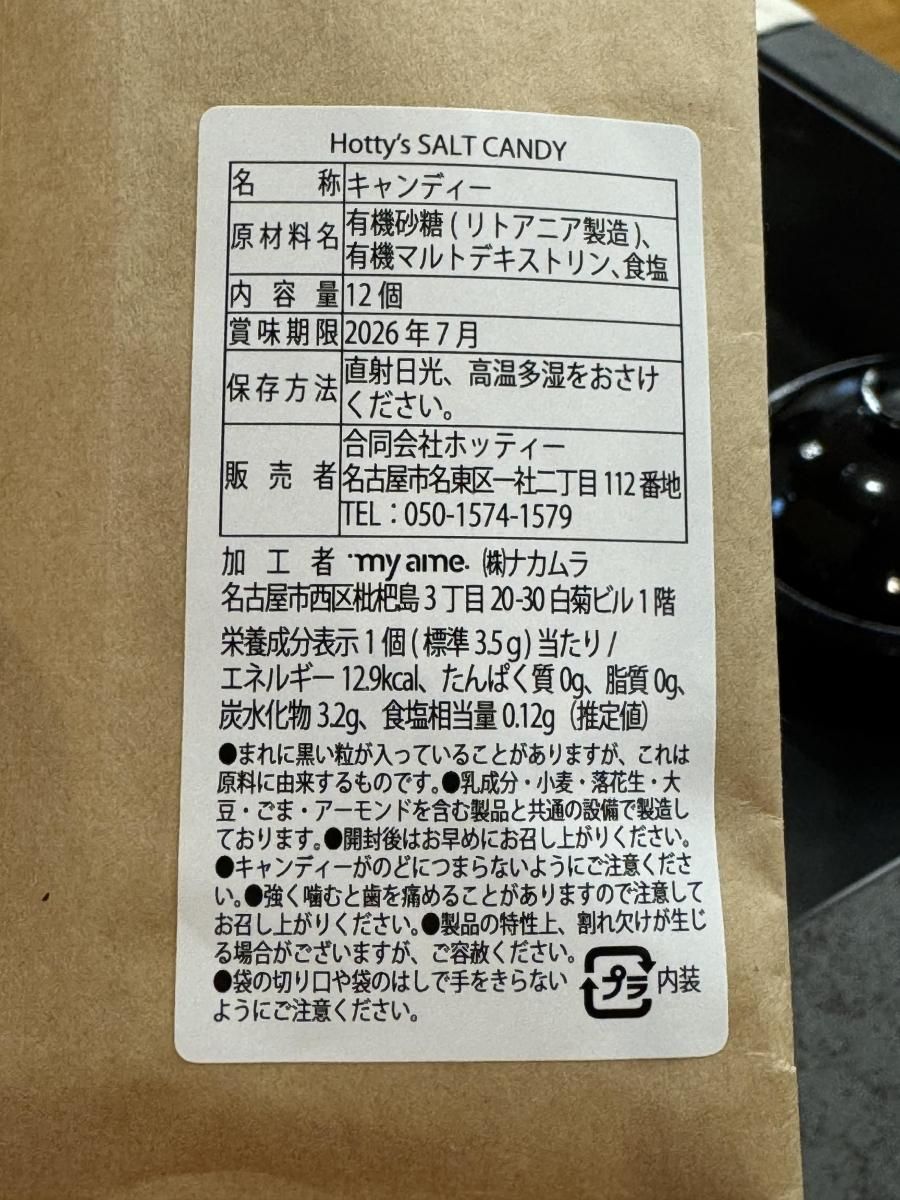 Hotty's SALT CANDY
名称 キャンディー
原材料名 有機砂糖 ( リトアニア製造 )、
有機マルトデキストリン、食塩
内容量 12 個
賞味期限 2026 年 7 月
保存方法 直射日光、高温多湿をおさけ
ください。
販売者 合同会社ホッティー
名古屋市名東区一社二丁目 112 番地
TEL：050-1574-1579
加工者 my ame. ㈱ナカムラ
名古屋市西区枇杷島 3 丁目 20-30 白菊ビル 1 階
栄養成分表示 1 個 ( 標準 3.5g ) 当たり /
エネルギー 12.9kcal、たんぱく質 0g、脂質 0g、
炭水化物 3.2g、食塩相当量 0.12g（推定値）
●まれに黒い粒が入っていることがありますが、これは
原料に由来するものです。●乳成分・小麦・落花生・大
豆・ごま・アーモンドを含む製品と共通の設備で製造し
ております。●開封後はお早めにお召し上がりください。
●キャンディーがのどにつまらないようにご注意くださ
い。●強く噛むと歯を痛めることがありますので注意して
お召し上がりください。●製品の特性上、割れ欠けが生じ
る場合がございますが、ご容赦ください。
●袋の切り口や袋のはしで手をきらない
ようにご注意ください。
プラ 内装